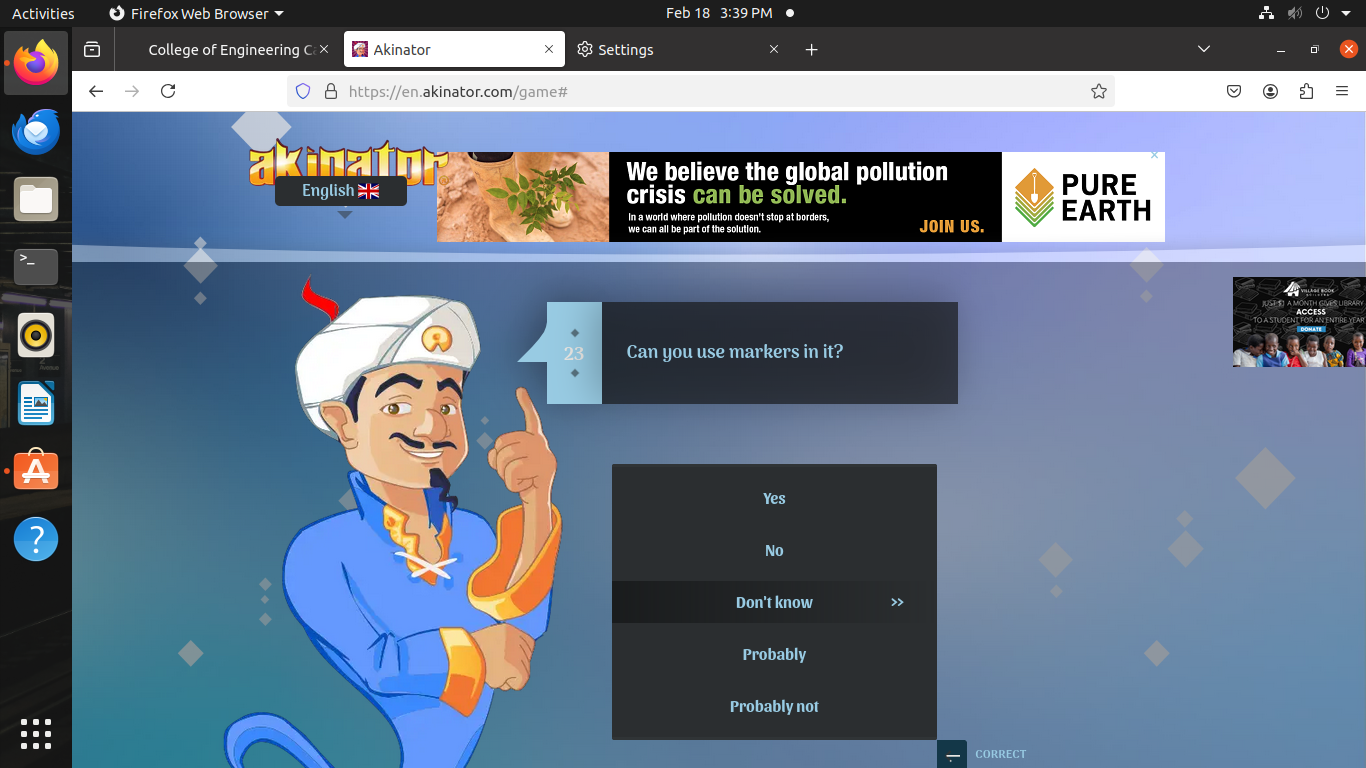 Activities
Firefox Web Browser
Feb 18 3:39 PM
College of Engineering Ca
Akinator
Settings
https://en.akinator.com/game#
akinator
English
We believe the global pollution
crisis can be solved.
In a world where pollution doesn't stop at borders,
we can all be part of the solution.
JOIN US.
PURE
EARTH
VILLAGE BOOK
BUILDERS
JUST $1 A MONTH GIVES LIBRARY
ACCESS
TO A STUDENT FOR AN ENTIRE YEAR
DONATE
23
Can you use markers in it?
Yes
No
Don't know >>
Probably
Probably not
CORRECT